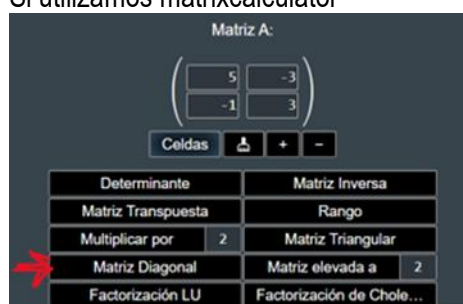 Si utilizamos matrixcalculator
Matriz A:
5 -3
-1 3
Celdas + −
Determinante Matriz Inversa
Matriz Transpuesta Rango
Multiplicar por 2 Matriz Triangular
Matriz Diagonal Matriz elevada a 2
Factorización LU Factorización de Chole...